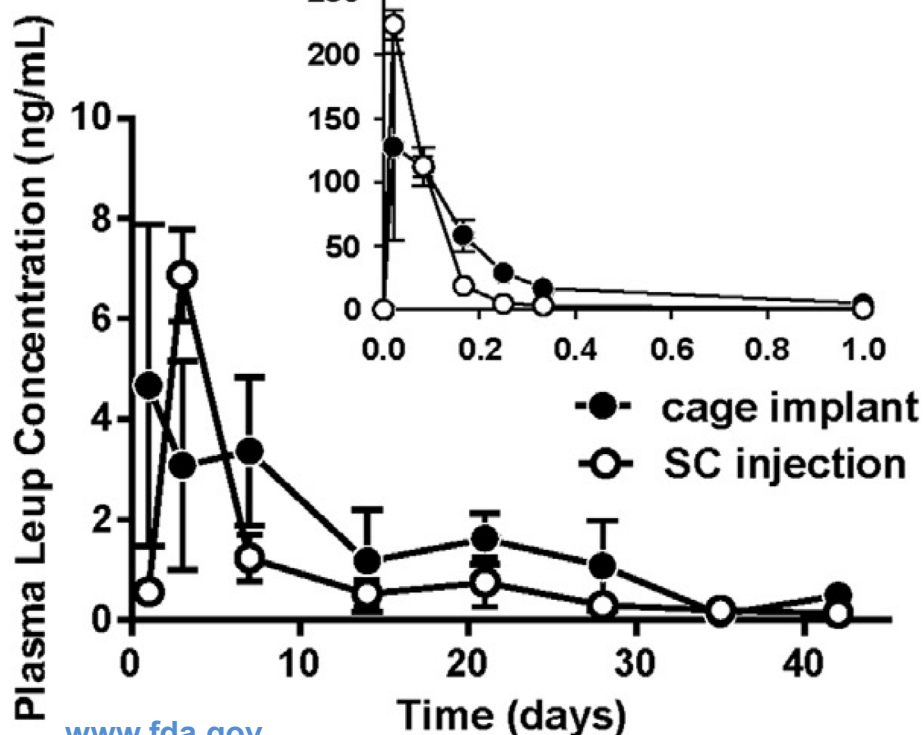 Plasma Leup Concentration (ng/mL)
10
8
6
4
2
0
0 10 20 30 40
Time (days)
200
150
100
50
0
0.0 0.2 0.4 0.6 0.8 1.0
cage implant
SC injection
www.fda.gov